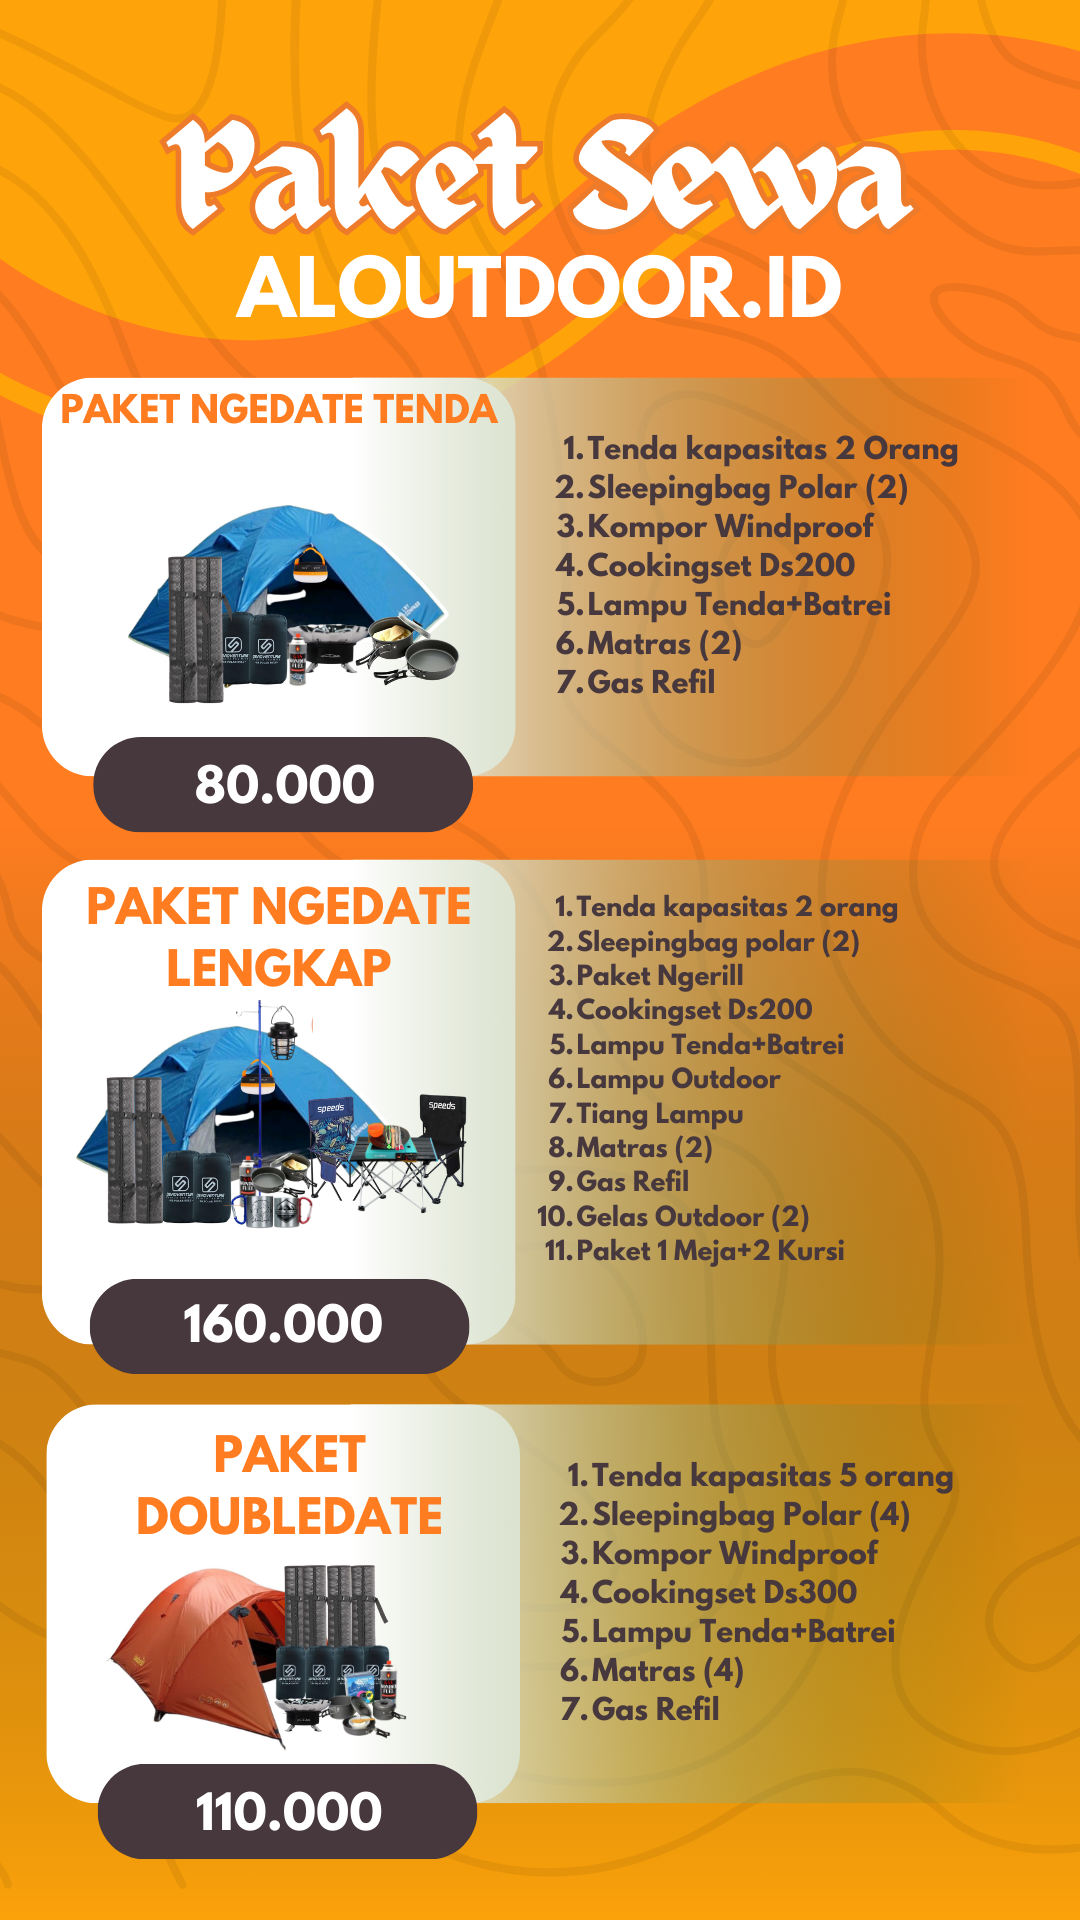 Paket Sewa
ALOUTDOOR.ID
PAKET NGEDATE TENDA
1. Tenda kapasitas 2 Orang
2. Sleepingbag Polar (2)
3. Kompor Windproof
4. Cookingset Ds200
5. Lampu Tenda+Batrei
6. Matras (2)
7. Gas Refil
80.000
PAKET NGEDATE
LENGKAP
speeds
speeds
1. Tenda kapasitas 2 orang
2. Sleepingbag polar (2)
3. Paket Ngerill
4. Cookingset Ds200
5. Lampu Tenda+Batrei
6. Lampu Outdoor
7. Tiang Lampu
8. Matras (2)
9. Gas Refil
10. Gelas Outdoor (2)
11. Paket 1 Meja+2 Kursi
160.000
PAKET
DOUBLEDATE
1. Tenda kapasitas 5 orang
2. Sleepingbag Polar (4)
3. Kompor Windproof
4. Cookingset Ds300
5. Lampu Tenda+Batrei
6. Matras (4)
7. Gas Refil
110.000